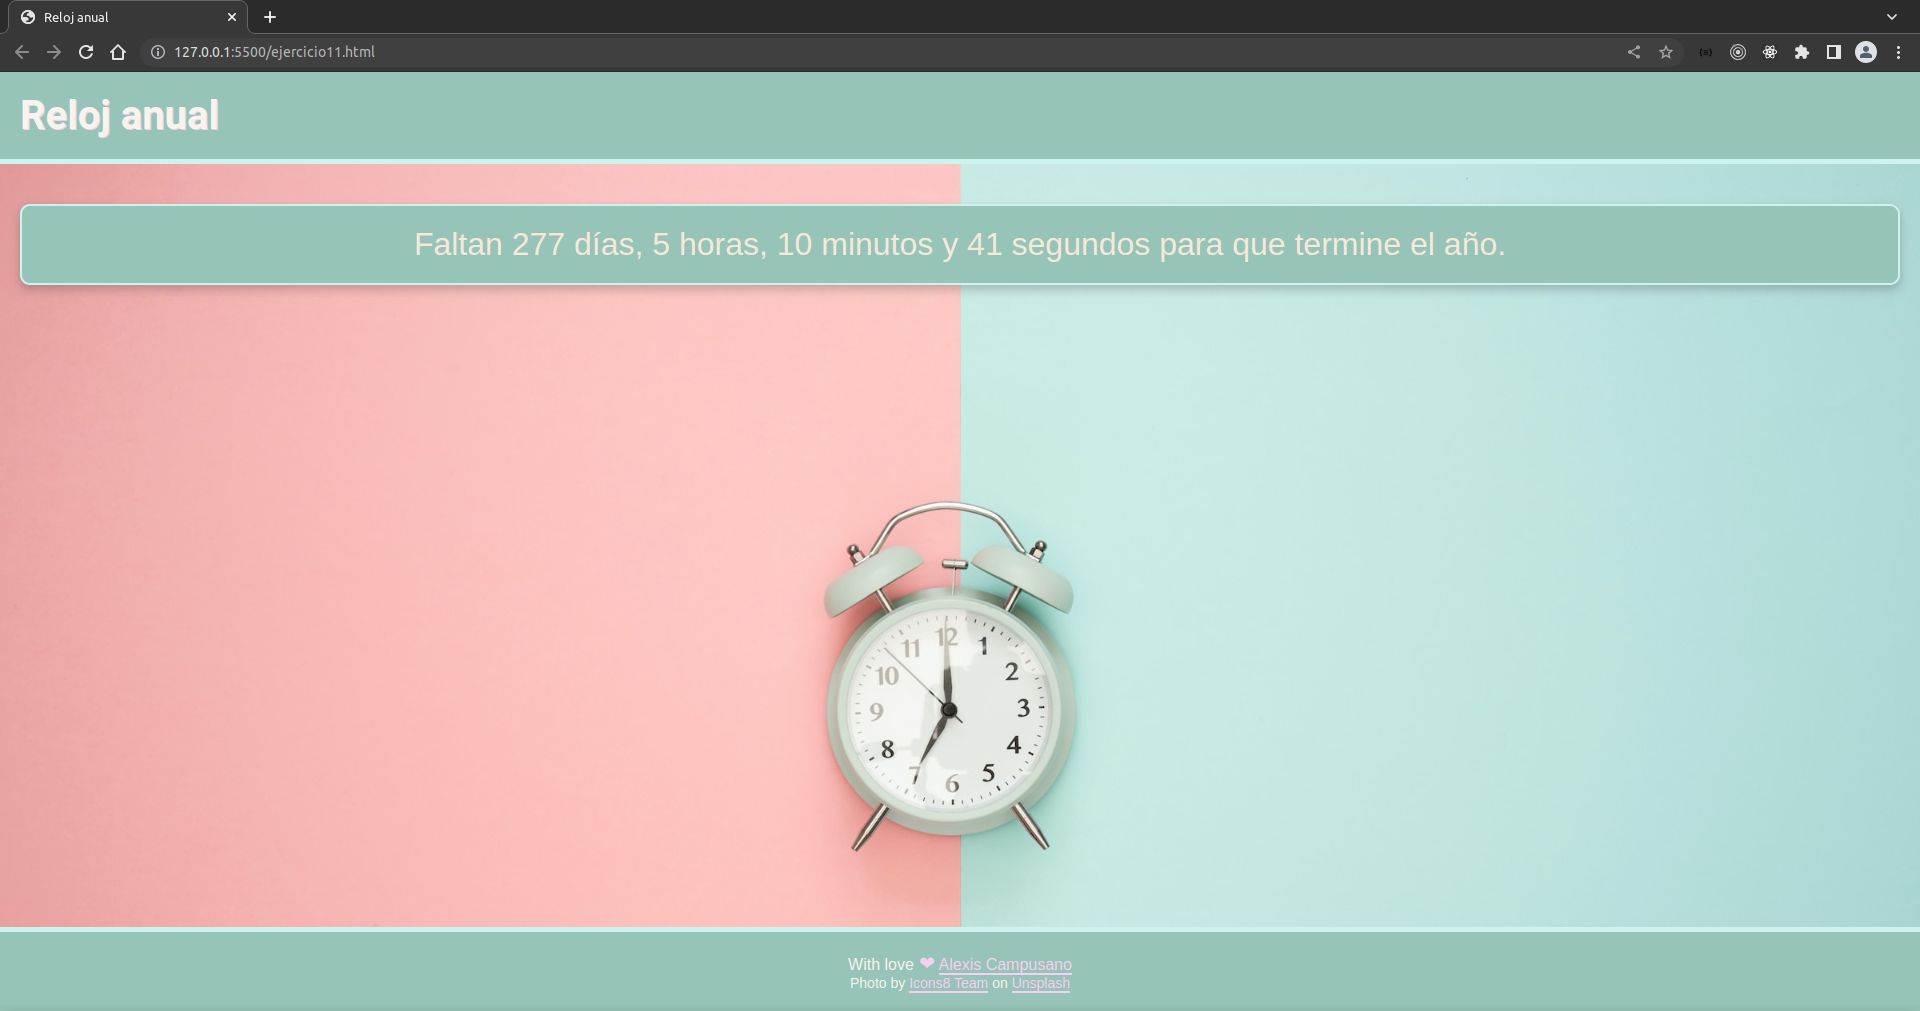 Reloj anual
127.0.0.1:5500/ejercicio11.html
Reloj anual
Faltan 277 días, 5 horas, 10 minutos y 41 segundos para que termine el año.
12
11 1
10 2
9 3
8 4
7 5
6
With love ❤ Alexis Campusano
Photo by Icons8 Team on Unsplash